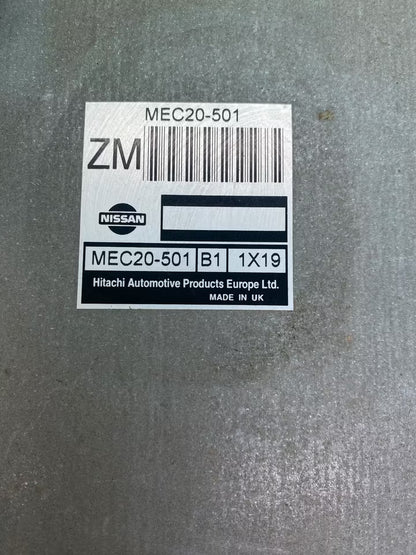 MEC20-501
ZM
NISSAN
MEC20-501 B1 1X19
Hitachi Automotive Products Europe Ltd.
MADE IN UK